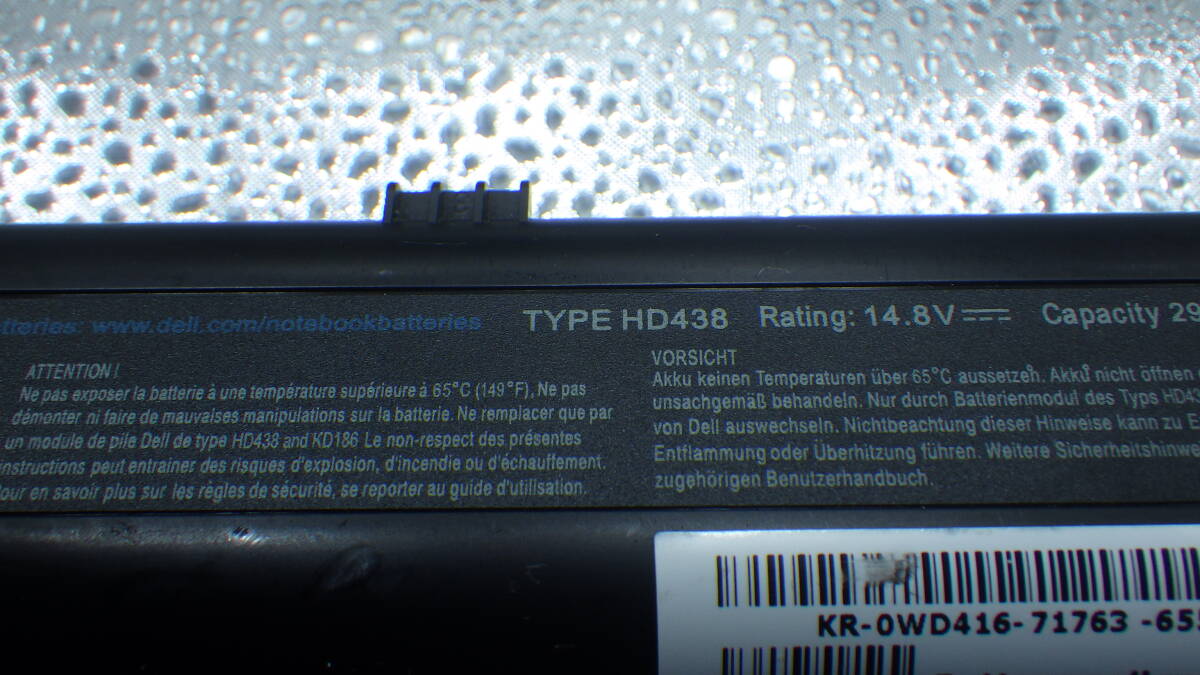 tteries: www.dell.com/notebookbatteries TYPE HD438 Rating: 14.8V Capacity 29
ATTENTION !
Ne pas exposer la batterie à une température supérieure à 65°C (149°F), Ne pas
démonter ni faire de mauvaises manipulations sur la batterie. Ne remplacer que par
un module de pile Dell de type HD438 and KD186 Le non-respect des présentes
instructions peut entraîner des risques d'explosion, d'incendie ou d'échauffement.
our en savoir plus sur les règles de sécurité, se reporter au guide d'utilisation.
VORSICHT
Akku keinen Temperaturen über 65°C aussetzen. Akku nicht öffnen
unsachgemäß behandeln. Nur durch Batterienmodul des Typs HD43
von Dell auswechseln. Nichtbeachtung dieser Hinweise kann zu E
Entflammung oder Überhitzung führen. Weitere Sicherheitshinwe
zugehörigen Benutzerhandbuch.
KR-0WD416-71763 -655